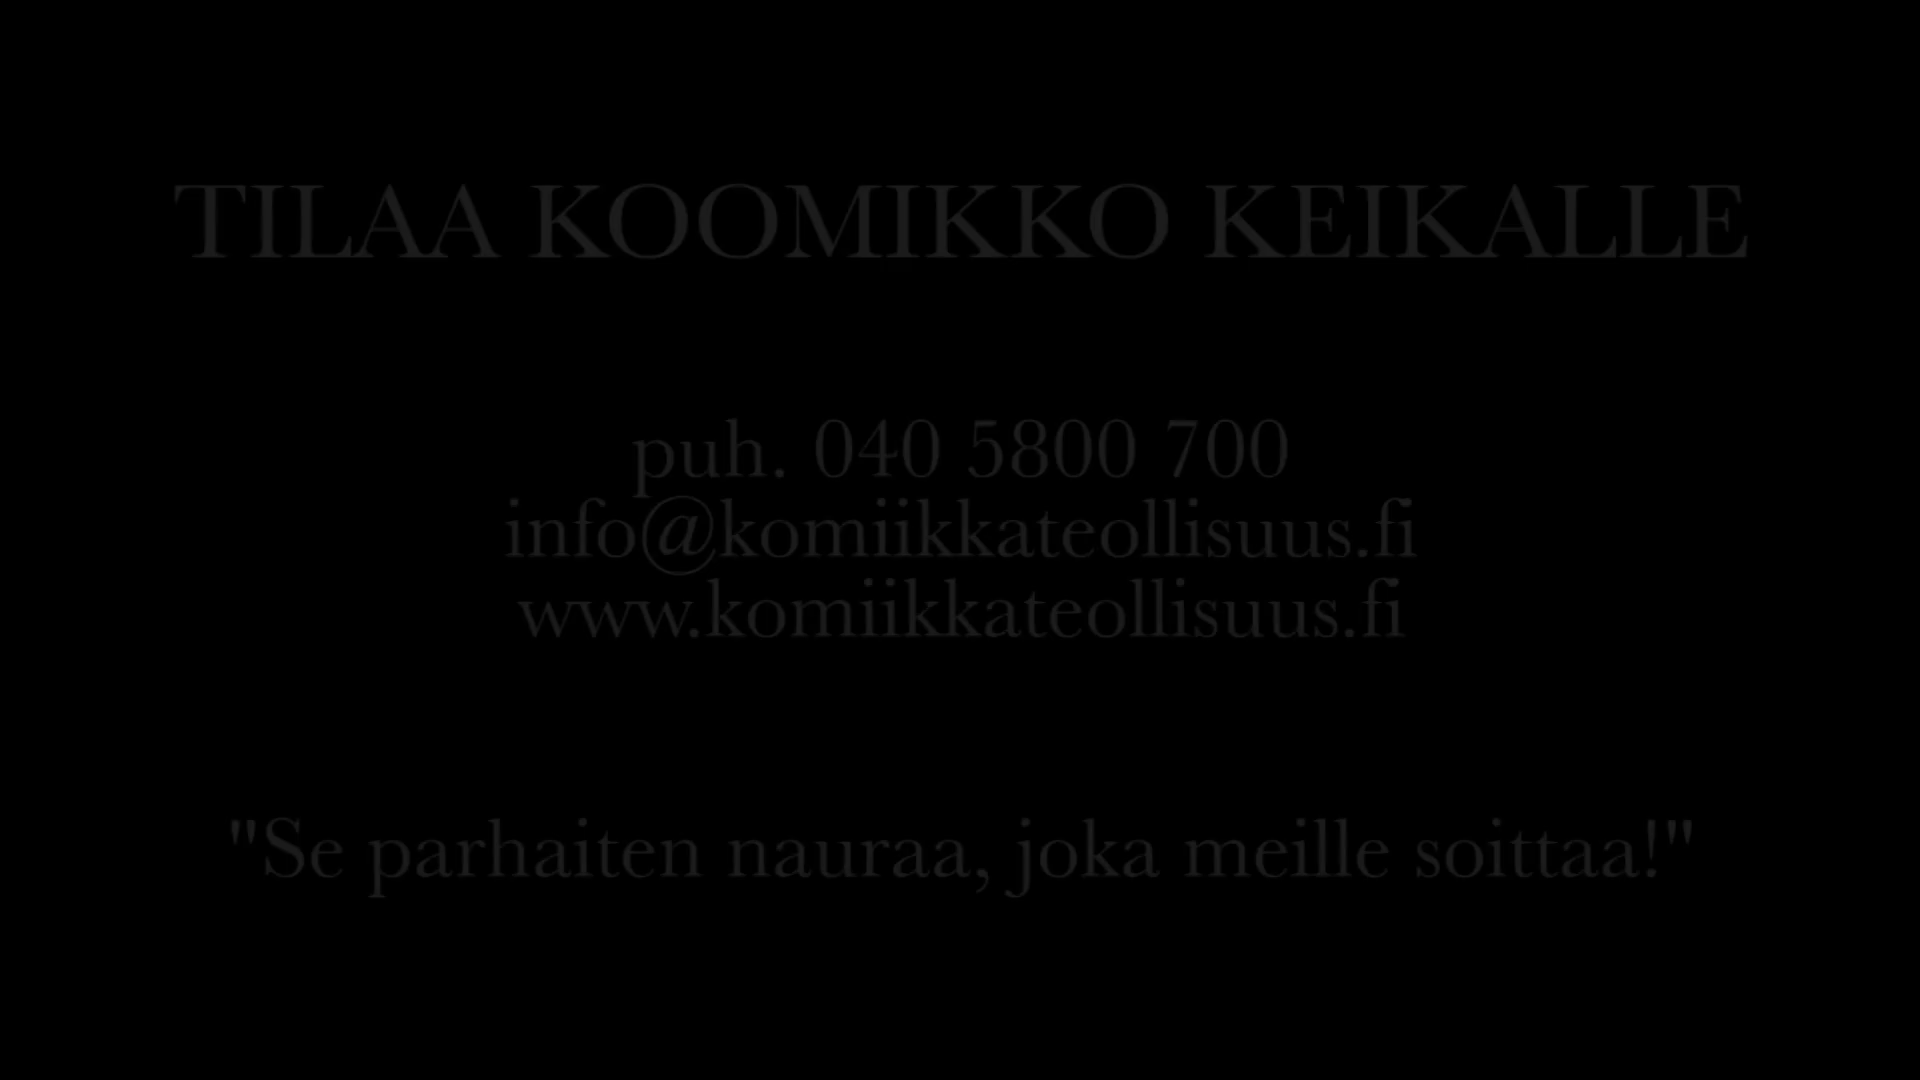 TILAA KOOMIKKO KEIKALLE
puh. 040 5800 700
info@komiikkateollisuus.fi
www.komiikkateollisuus.fi
"Se parhaiten nauraa, joka meille soittaa!"